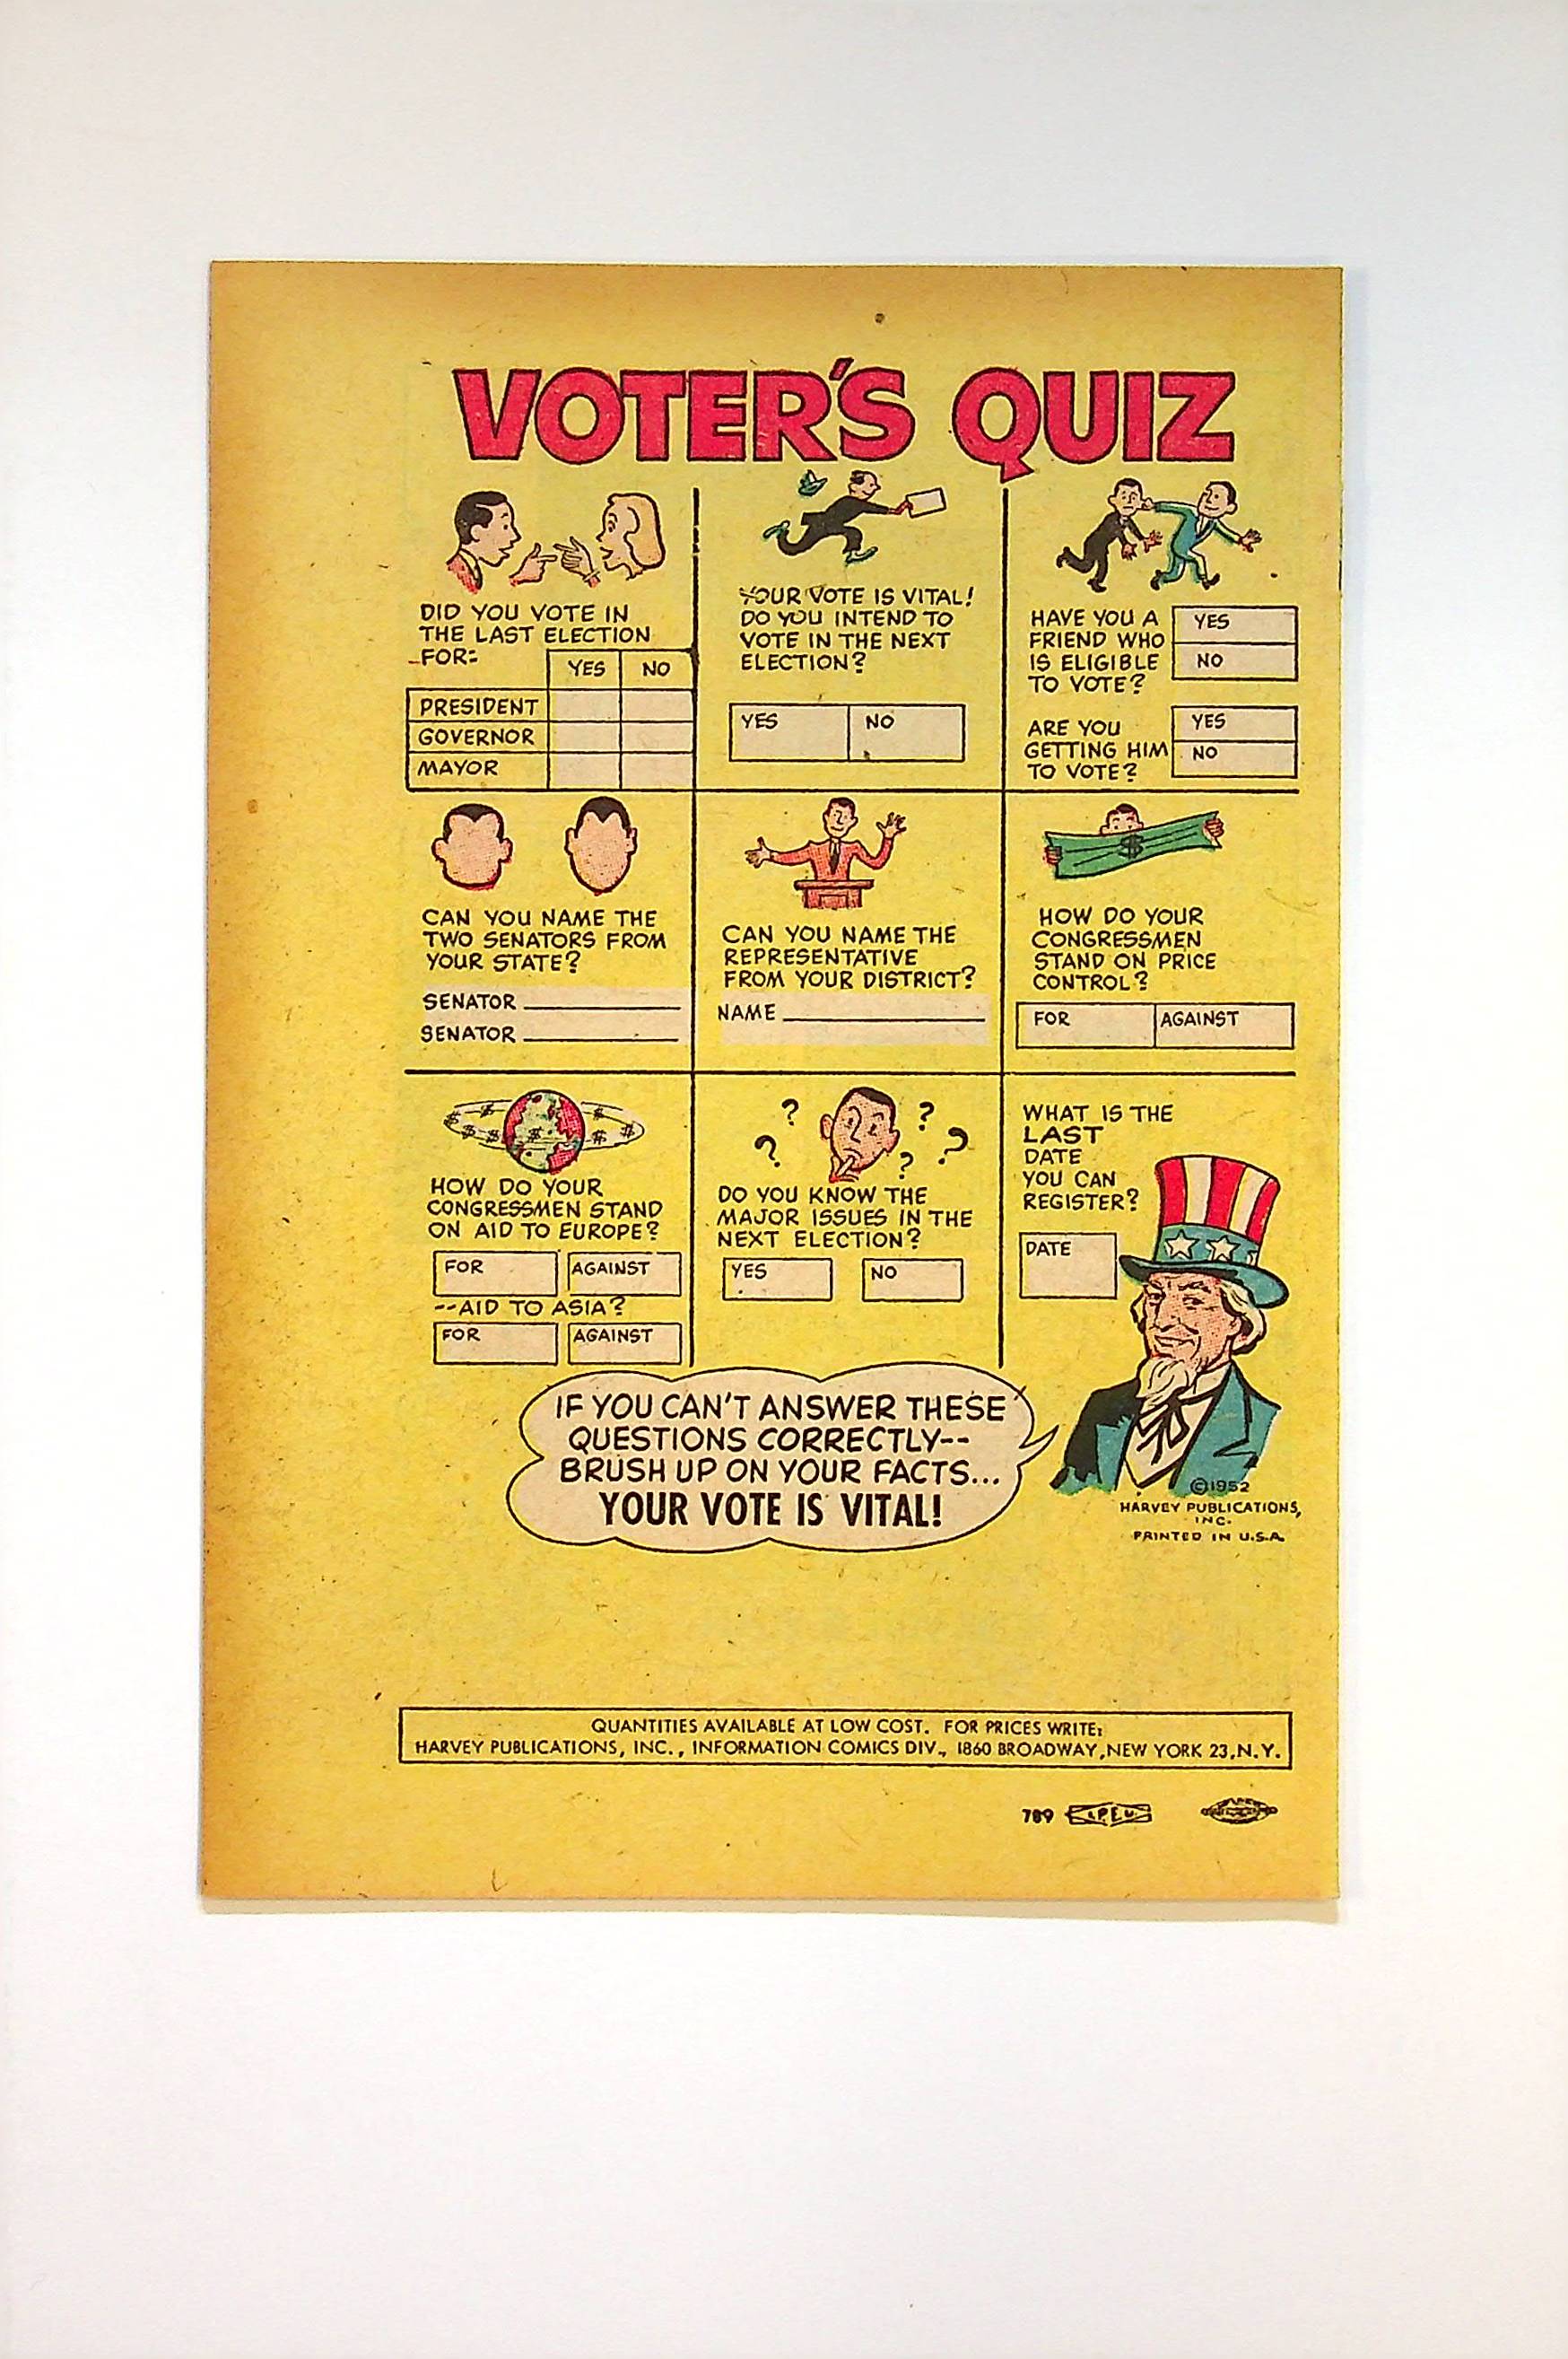 VOTER'S QUIZ
DID YOU VOTE IN
THE LAST ELECTION
FOR:
YES NO
PRESIDENT
GOVERNOR
MAYOR
YOUR VOTE IS VITAL!
DO YOU INTEND TO
VOTE IN THE NEXT
ELECTION?
YES NO
HAVE YOU A
FRIEND WHO
IS ELIGIBLE
TO VOTE?
YES
NO
ARE YOU
GETTING HIM
TO VOTE?
YES
NO
CAN YOU NAME THE
TWO SENATORS FROM
YOUR STATE?
SENATOR
SENATOR
CAN YOU NAME THE
REPRESENTATIVE
FROM YOUR DISTRICT?
NAME
$
HOW DO YOUR
CONGRESSMEN
STAND ON PRICE
CONTROL?
FOR AGAINST
$ $ $ $ $ $ $ $
HOW DO YOUR
CONGRESSMEN STAND
ON AID TO EUROPE?
FOR AGAINST
--AID TO ASIA?
FOR AGAINST
? ? ? ? ?
DO YOU KNOW THE
MAJOR ISSUES IN THE
NEXT ELECTION?
YES NO
WHAT IS THE
LAST
DATE
YOU CAN
REGISTER?
DATE
IF YOU CAN'T ANSWER THESE
QUESTIONS CORRECTLY--
BRUSH UP ON YOUR FACTS...
YOUR VOTE IS VITAL!
©1952
HARVEY PUBLICATIONS,
INC.
PRINTED IN U.S.A.
QUANTITIES AVAILABLE AT LOW COST. FOR PRICES WRITE:
HARVEY PUBLICATIONS, INC., INFORMATION COMICS DIV., 1860 BROADWAY, NEW YORK 23, N.Y.
789